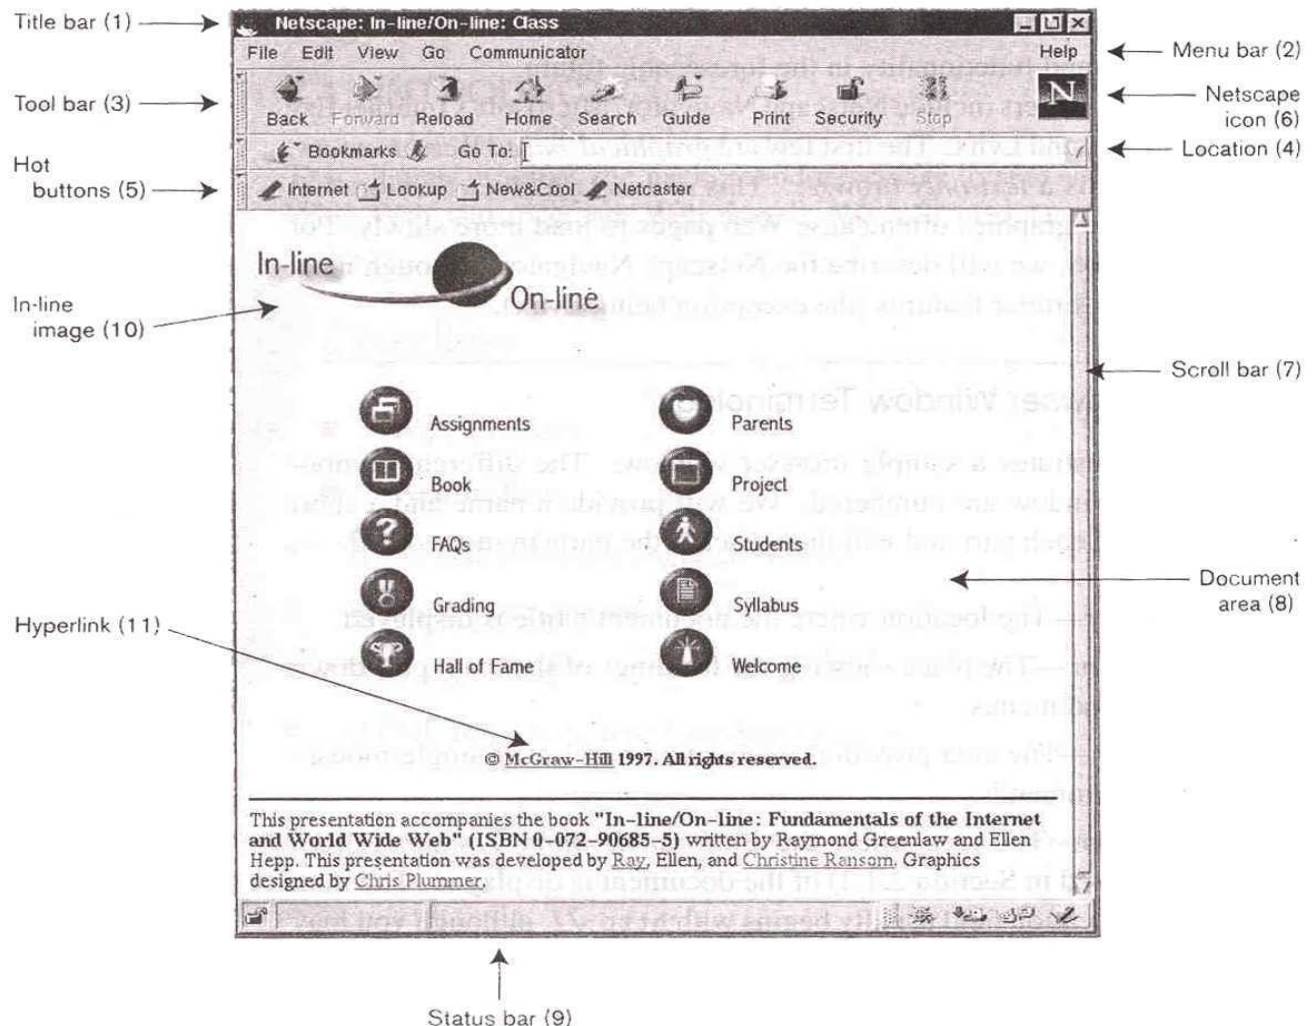 Title bar (1)
Netscape: In-line/On-line: Class
File Edit View Go Communicator Help
Menu bar (2)
Tool bar (3)
Back Forward Reload Home Search Guide Print Security Stop
N
Netscape
icon (6)
Hot
buttons (5)
Bookmarks Go To:
Location (4)
Internet Lookup New&Cool Netcaster
In-line
On-line
In-line
image (10)
Scroll bar (7)
Assignments Parents
Book Project
FAQs Students
Grading Syllabus
Hall of Fame Welcome
Document
area (8)
Hyperlink (11)
© McGraw-Hill 1997. All rights reserved.
This presentation accompanies the book "In-line/On-line: Fundamentals of the Internet
and World Wide Web" (ISBN 0-072-90685-5) written by Raymond Greenlaw and Ellen
Hepp. This presentation was developed by Ray, Ellen, and Christine Ransom. Graphics
designed by Chris Plummer.
Status bar (9)